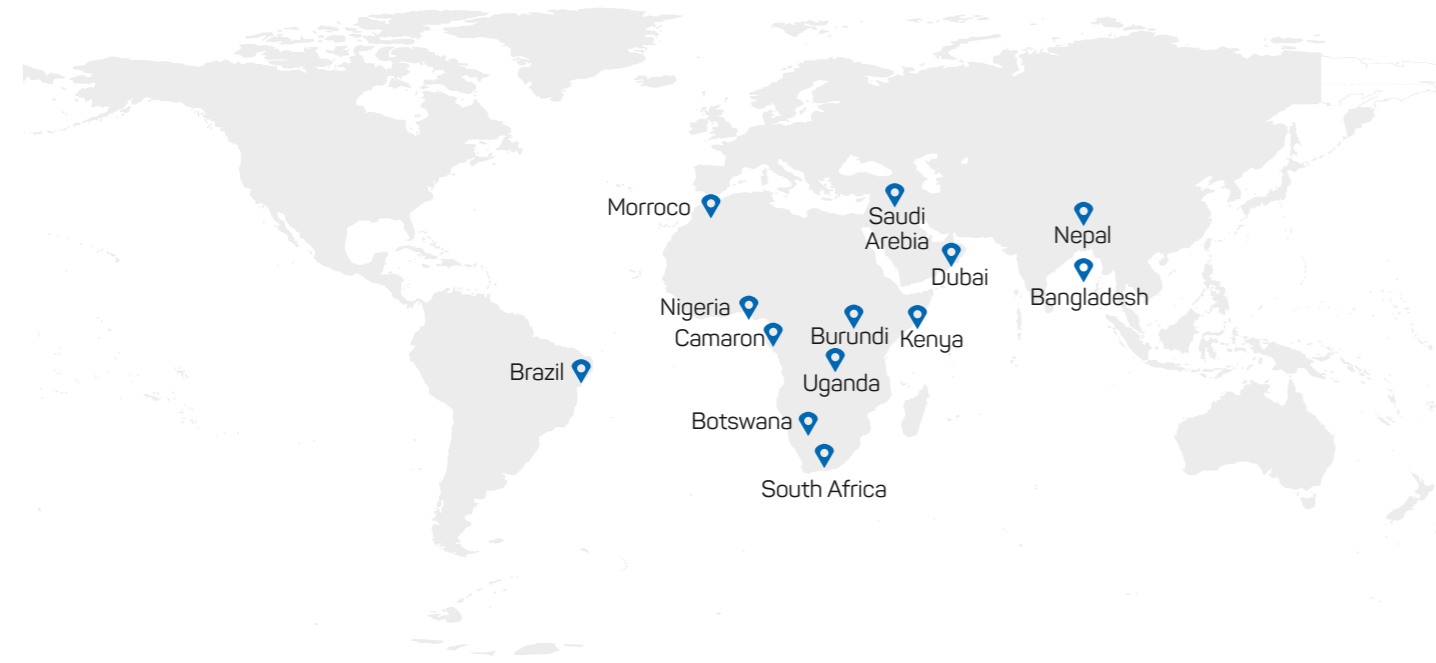 Morroco
Saudi
Arebia
Nepal
Dubai
Bangladesh
Nigeria
Camaron
Burundi
Kenya
Brazil
Uganda
Botswana
South Africa